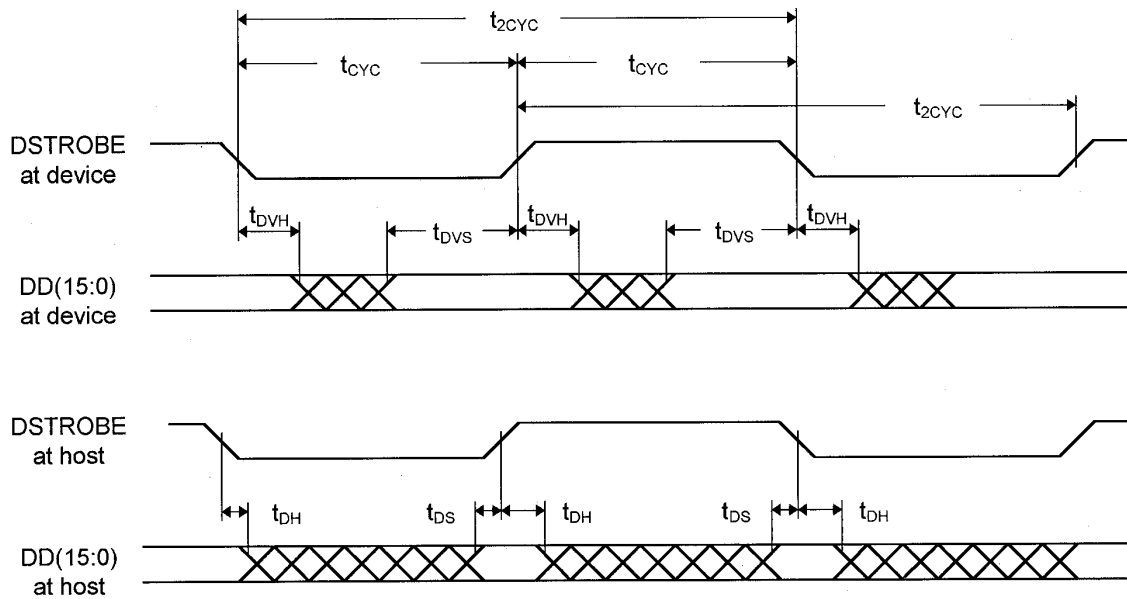 t2CYC
tCYC
tCYC
t2CYC
DSTROBE
at device
tDVH
tDVS
tDVH
tDVS
tDVH
DD(15:0)
at device
DSTROBE
at host
tDH
tDS
tDH
tDS
tDH
DD(15:0)
at host